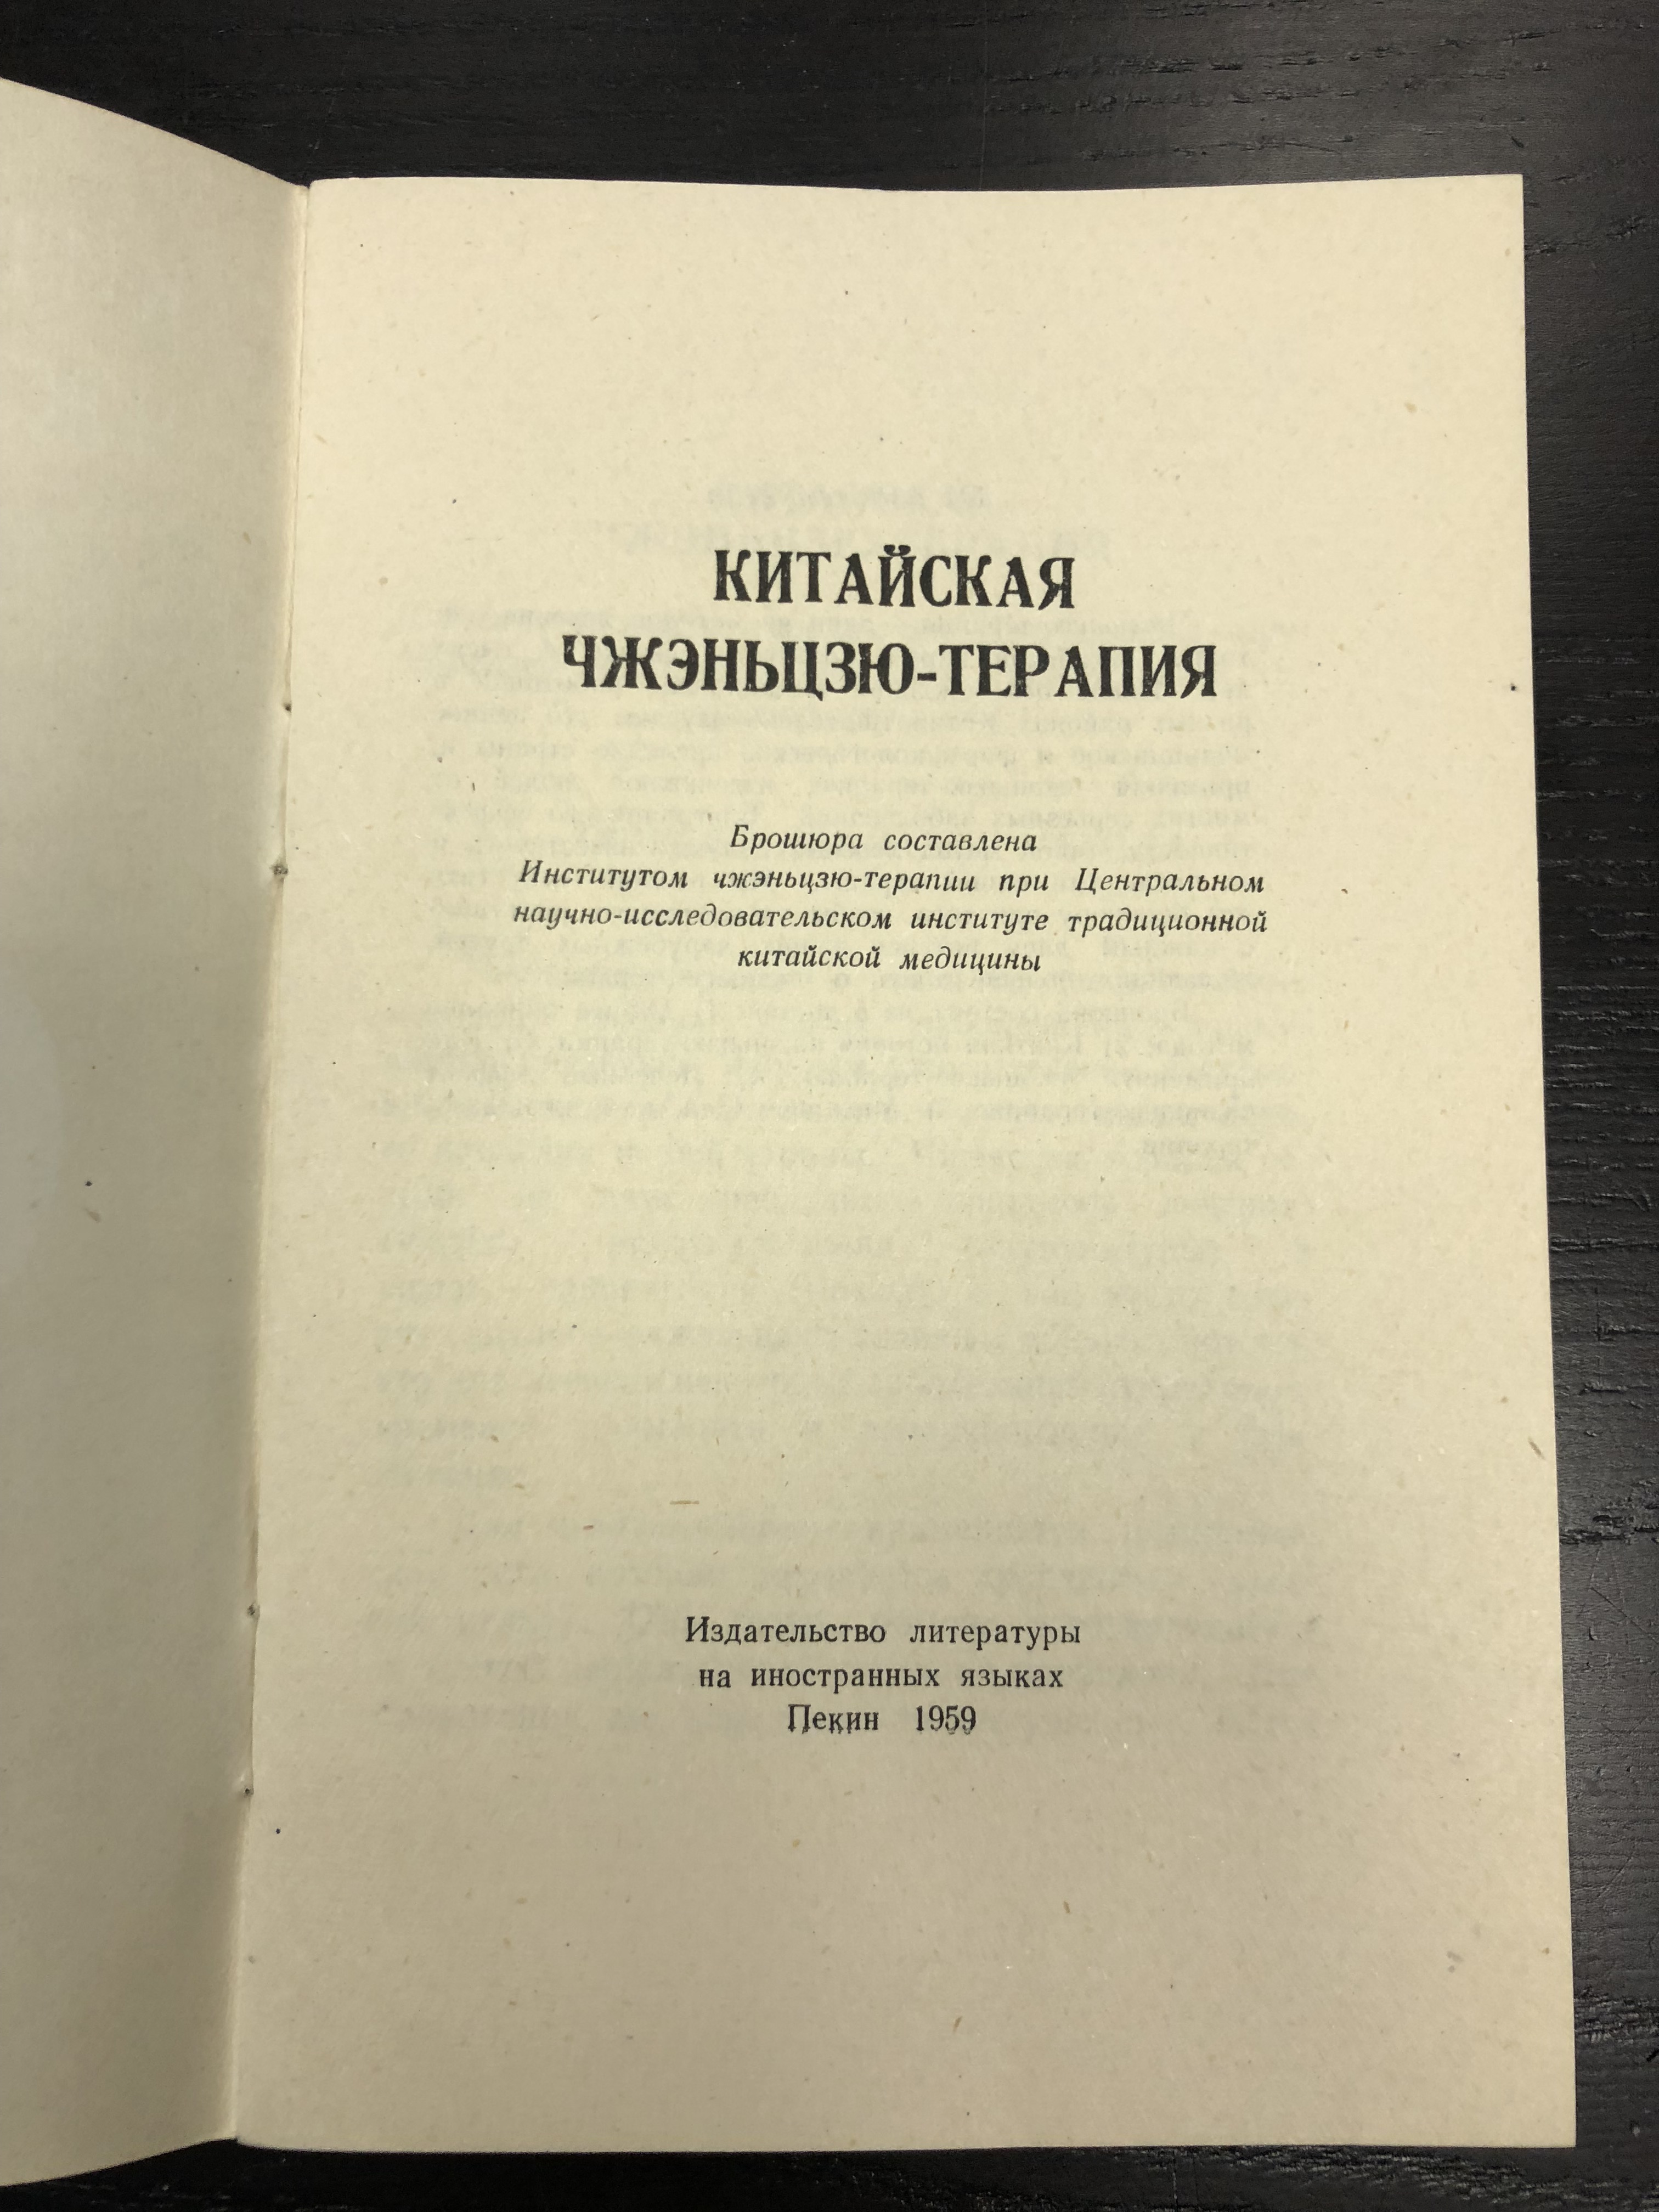 КИТАЙСКАЯ
ЧЖЭНЬЦЗЮ-ТЕРАПИЯ
Брошюра составлена
Институтом чжэньцзю-терапии при Центральном
научно-исследовательском институте традиционной
китайской медицины
Издательство литературы
на иностранных языках
Пекин 1959